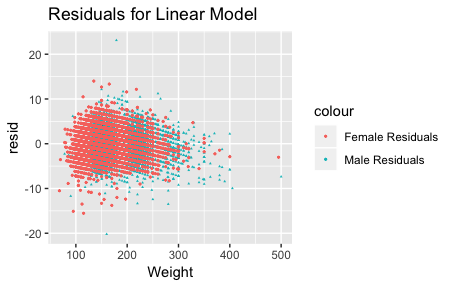 Residuals for Linear Model
20
10
0
-10
-20
resid
100
200
300
400
500
Weight
colour
Female Residuals
Male Residuals